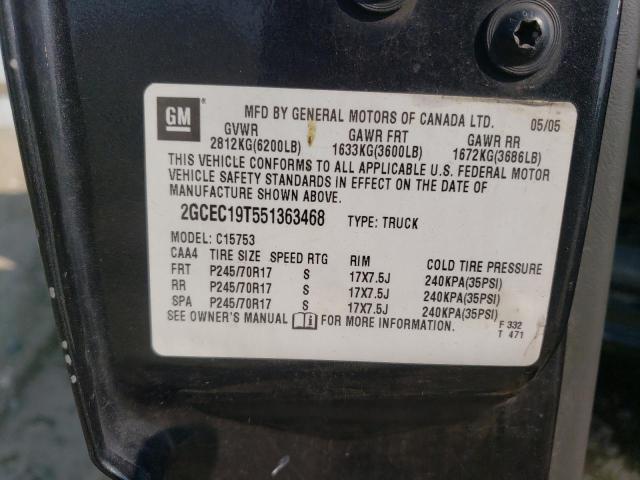 GM
MFD BY GENERAL MOTORS OF CANADA LTD. 05/05
GVWR GAWR FRT GAWR RR
2812KG(6200LB) 1633KG(3600LB) 1672KG(3686LB)
THIS VEHICLE CONFORMS TO ALL APPLICABLE U.S. FEDERAL MOTOR
VEHICLE SAFETY STANDARDS IN EFFECT ON THE DATE OF
MANUFACTURE SHOWN ABOVE.
2GCEC19T551363468 TYPE: TRUCK
MODEL: C15753
CAA4 TIRE SIZE SPEED RTG RIM COLD TIRE PRESSURE
FRT P245/70R17 S 17X7.5J 240KPA(35PSI)
RR P245/70R17 S 17X7.5J 240KPA(35PSI)
SPA P245/70R17 S 17X7.5J 240KPA(35PSI)
SEE OWNER'S MANUAL FOR MORE INFORMATION.
F 332
T 471